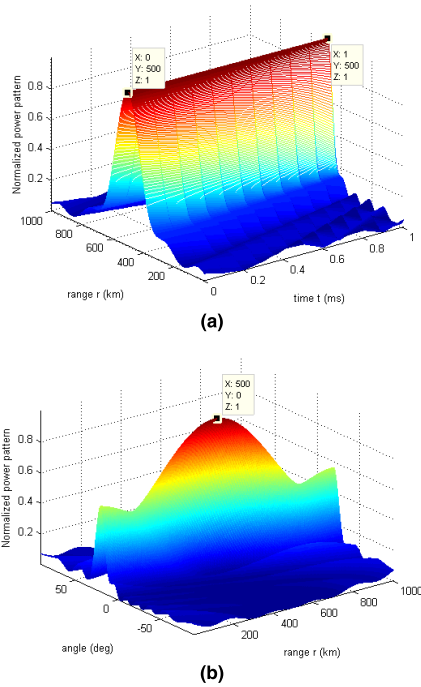 X: 0
Y: 500
Z: 1
X: 1
Y: 500
Z: 1
Normalized power pattern
0.8
0.6
0.4
0.2
1000
800
600
400
200
0
0.2
0.4
0.6
0.8
1
range r (km)
time t (ms)
(a)
X: 500
Y: 0
Z: 1
Normalized power pattern
0.8
0.6
0.4
0.2
50
0
-50
200
400
600
800
1000
angle (deg)
range r (km)
(b)